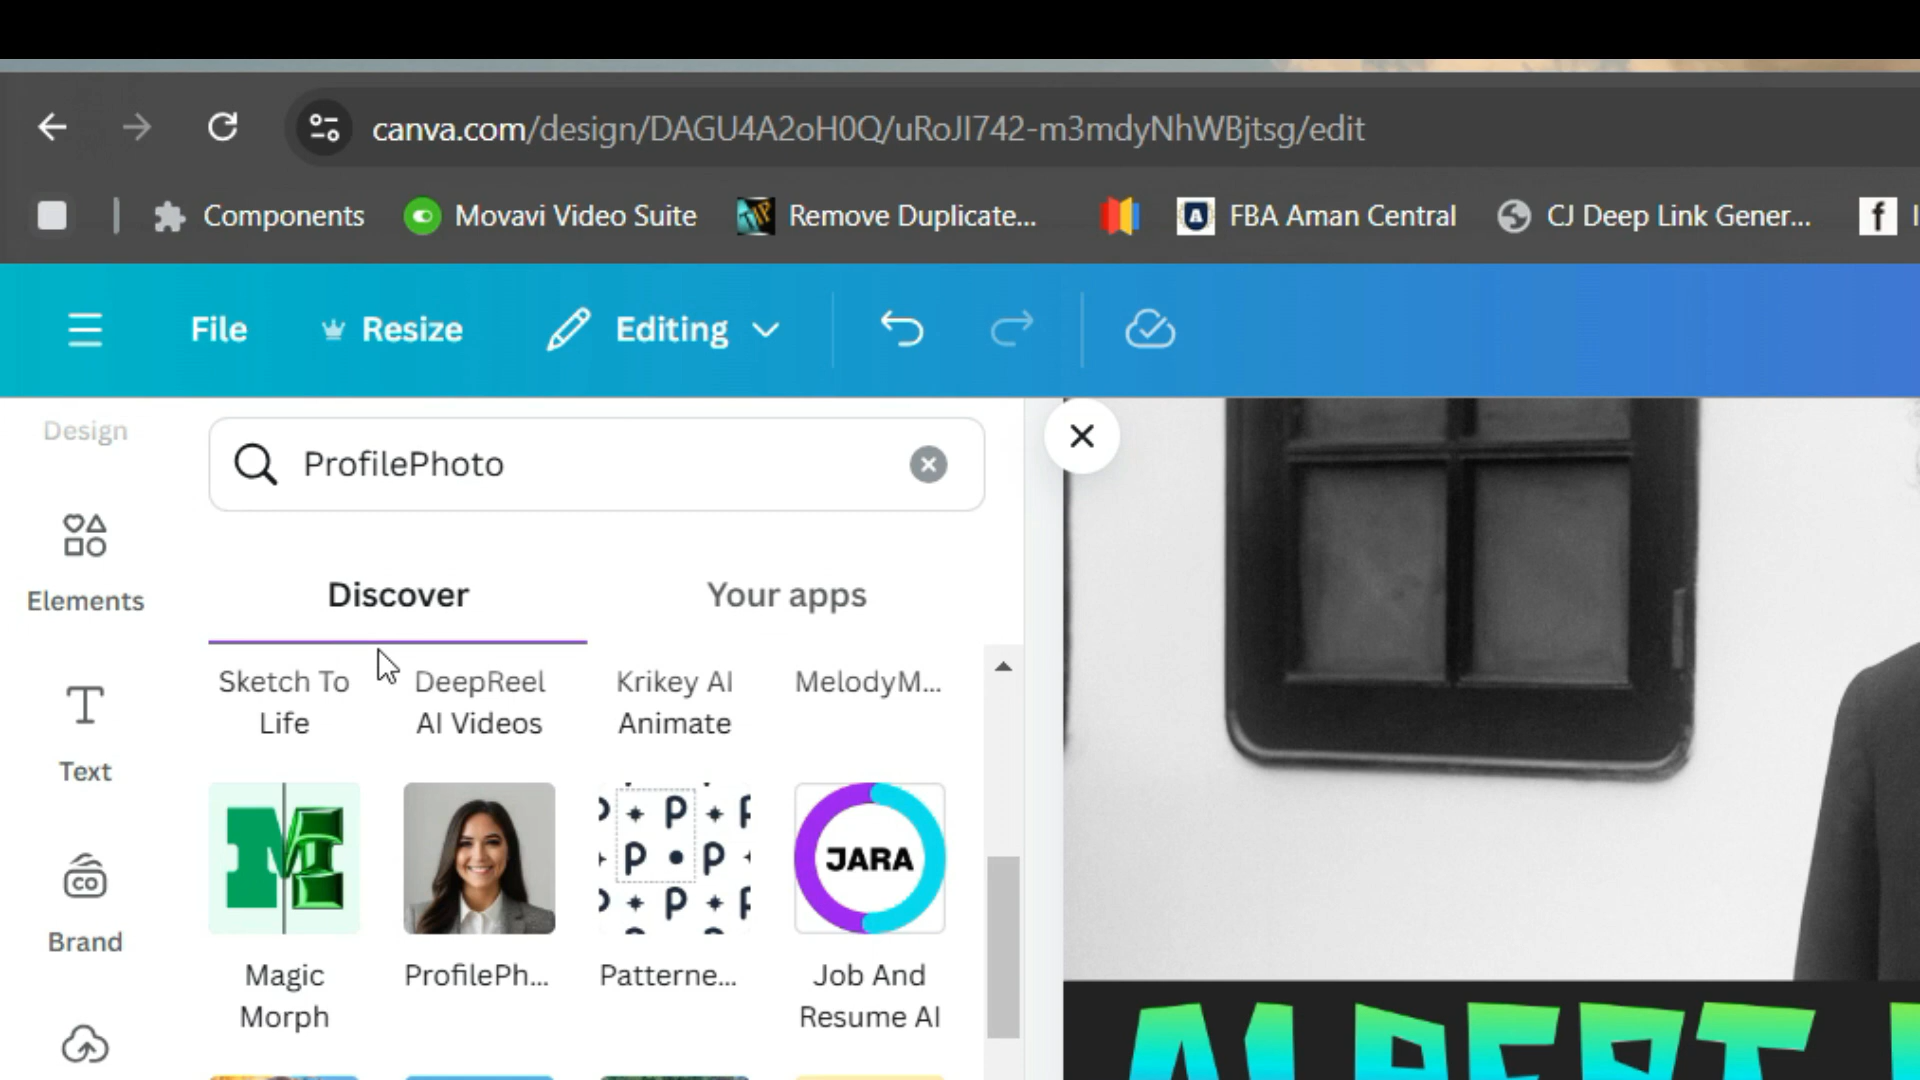 canva.com/design/DAGU4A2oH0Q/uRoJI742-m3mdyNhWBjtsg/edit
Components Movavi Video Suite Remove Duplicate... FBA Aman Central CJ Deep Link Gener...
File Resize Editing
Design
ProfilePhoto
Elements
Discover Your apps
Sketch To Life
DeepReel AI Videos
Krikey AI Animate
MelodyM...
Text
JARA
Brand
CO
Magic Morph
ProfilePh...
Patterne...
Job And Resume AI
ALBERT